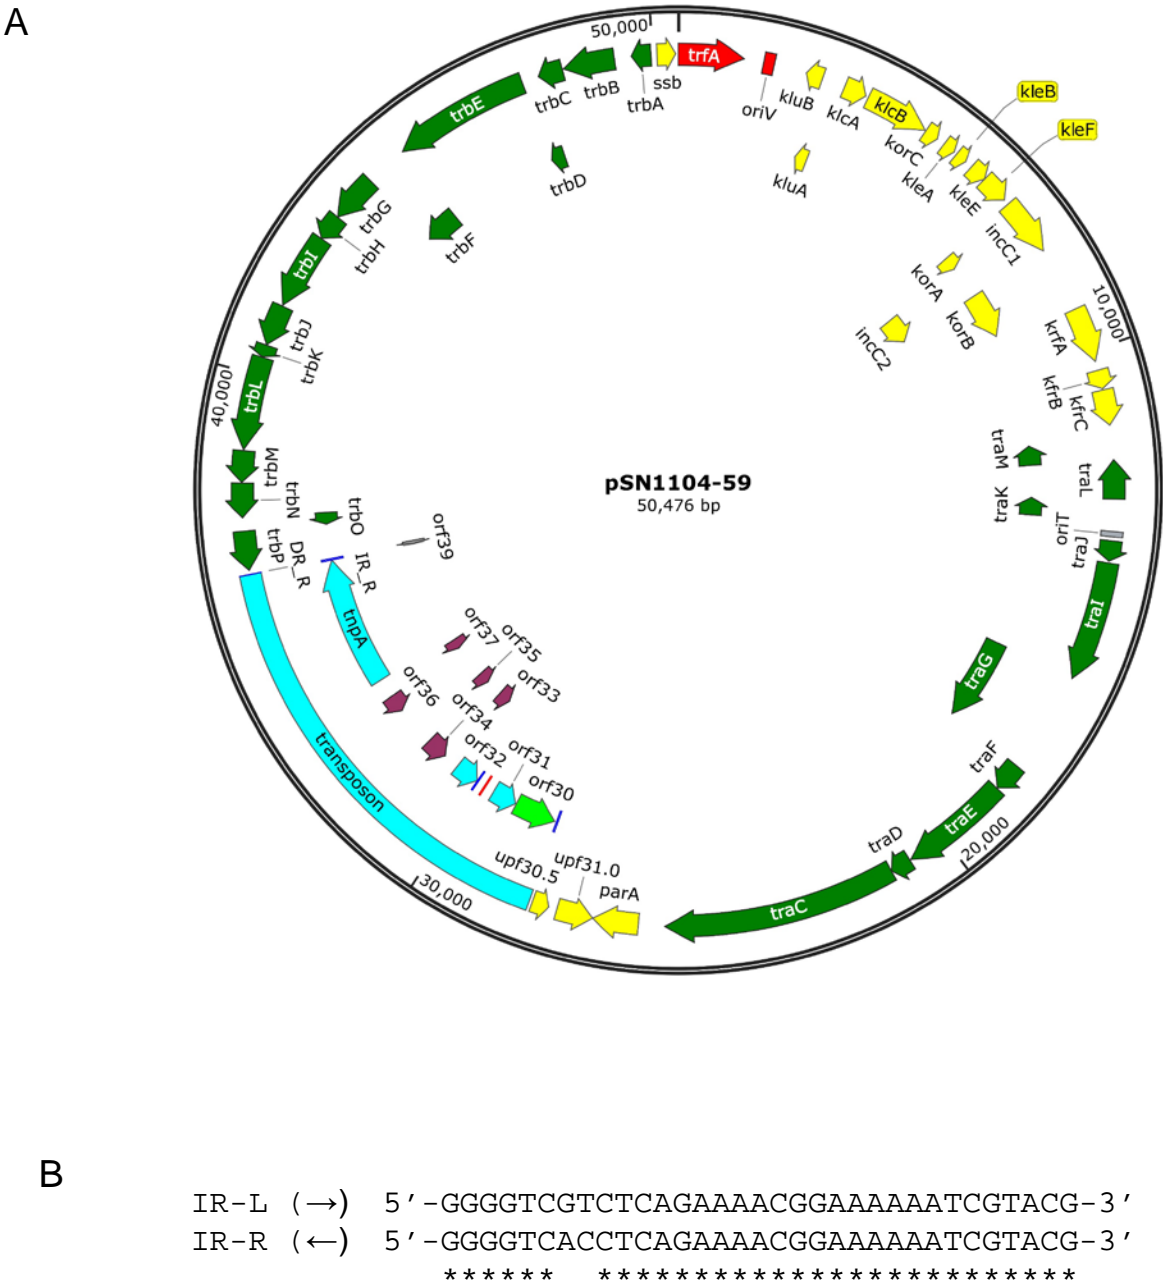 A
50,000
trfA
ssb
trbA
trbB
trbC
trbE
trbD
oriV
kluB
klcA
klcB
korC
kleA
kleB
kleF
kleE
kluA
incC1
korA
korB
incC2
10,000
krfA
kfrB
kfrC
traM
traL
traK
oriT
traJ
traI
traG
traF
traE
20,000
traD
traC
parA
upf31.0
upf30.5
30,000
transposon
orf30
orf31
orf32
orf34
orf33
orf35
orf36
orf37
tnpA
IR_R
DR_R
orf39
trbO
trbP
trbN
trbM
40,000
trbL
trbK
trbJ
trbI
trbH
trbG
trbF
pSN1104-59
50,476 bp
B
IR-L (→) 5’-GGGGTCGTCTCAGAAAACGGAAAAAATCGTACG-3’
IR-R (←) 5’-GGGGTCACCTCAGAAAACGGAAAAAATCGTACG-3’
****** *************************